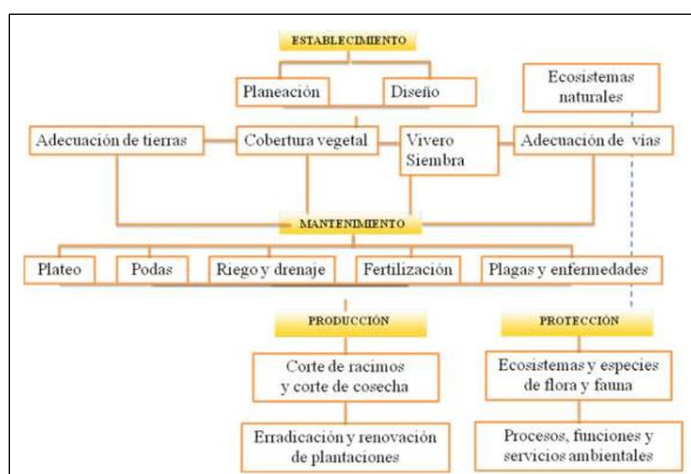 ESTABLECIMIENTO
Planeación
Diseño
Ecosistemas
naturales
Adecuación de tierras
Cobertura vegetal
Vivero
Siembra
Adecuación de vías
MANTENIMIENTO
Plateo
Podas
Riego y drenaje
Fertilización
Plagas y enfermedades
PRODUCCIÓN
Corte de racimos
y corte de cosecha
Erradicación y renovación
de plantaciones
PROTECCIÓN
Ecosistemas y especies
de flora y fauna
Procesos, funciones y
servicios ambientales